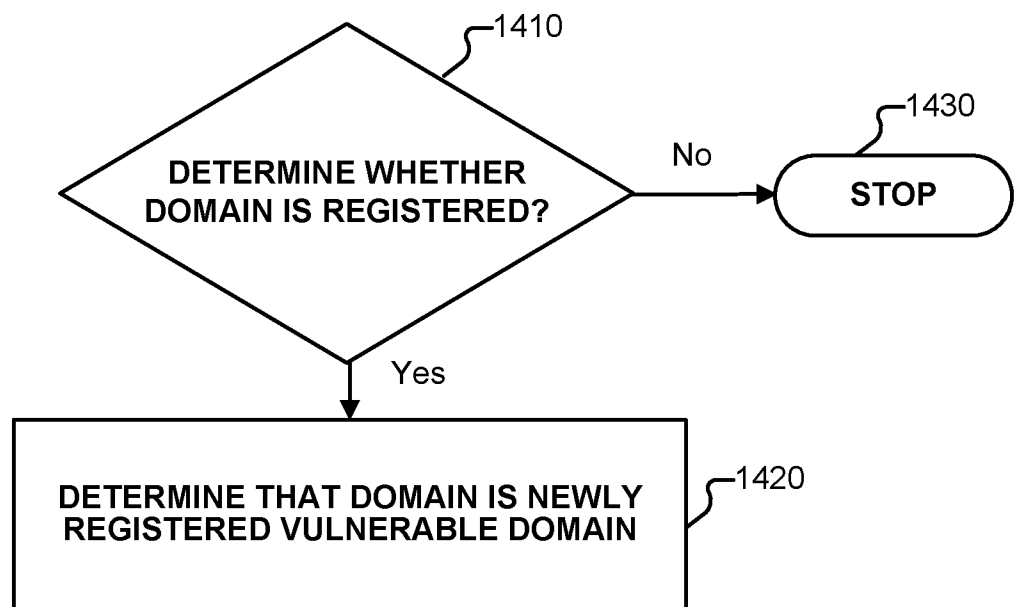 1410
1430
DETERMINE WHETHER
DOMAIN IS REGISTERED?
No
STOP
Yes
1420
DETERMINE THAT DOMAIN IS NEWLY
REGISTERED VULNERABLE DOMAIN